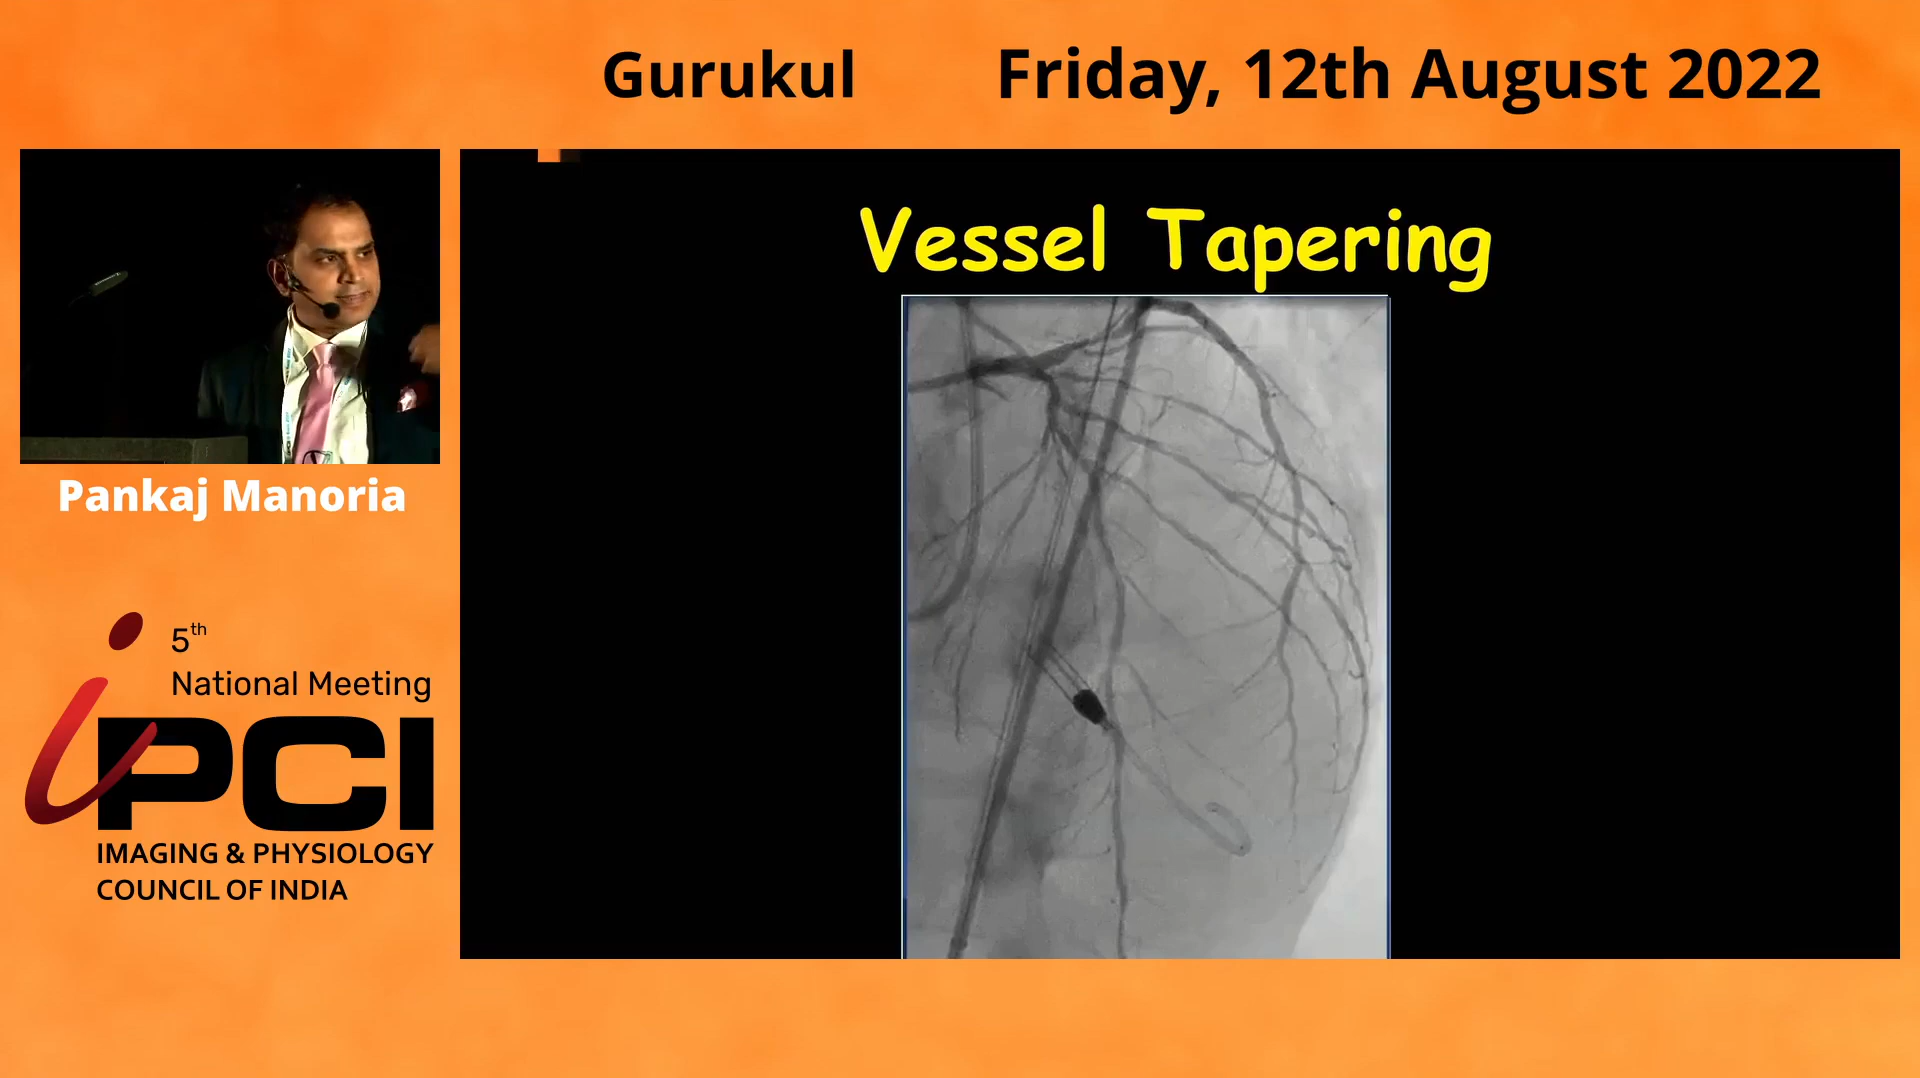 Gurukul
Friday, 12th August 2022
Vessel Tapering
Pankaj Manoria
5th
National Meeting
iPCI
IMAGING & PHYSIOLOGY
COUNCIL OF INDIA